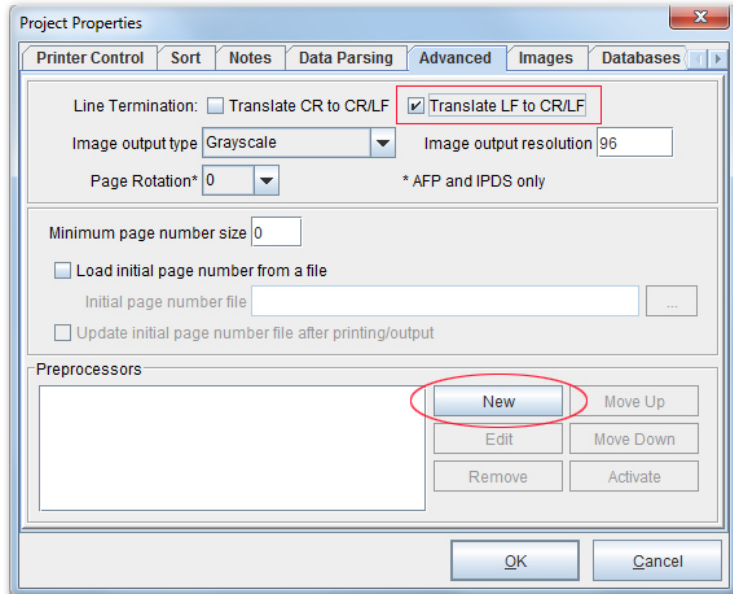 Project Properties
Printer Control Sort Notes Data Parsing Advanced Images Databases
Line Termination: Translate CR to CR/LF Translate LF to CR/LF
Image output type Grayscale Image output resolution 96
Page Rotation* 0 * AFP and IPDS only
Minimum page number size 0
Load initial page number from a file
Initial page number file ...
Update initial page number file after printing/output
Preprocessors
New Move Up
Edit Move Down
Remove Activate
OK Cancel